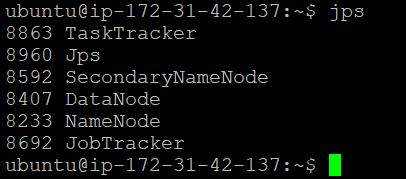 ubuntu@ip-172-31-42-137:~$ jps
8863 TaskTracker
8960 Jps
8592 SecondaryNameNode
8407 DataNode
8233 NameNode
8692 JobTracker
ubuntu@ip-172-31-42-137:~$